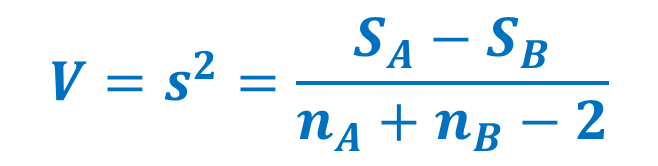 V = s² = (S_A − S_B) / (n_A + n_B − 2)